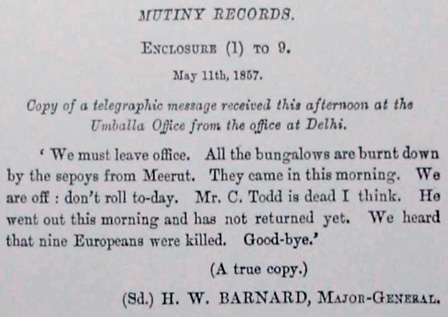 MUTINY RECORDS.
ENCLOSURE (1) TO 9.
May 11th, 1857.
Copy of a telegraphic message received this afternoon at the
Umballa Office from the office at Delhi.
‘ We must leave office. All the bungalows are burnt down
by the sepoys from Meerut. They came in this morning. We
are off : don't roll to-day. Mr. C. Todd is dead I think. He
went out this morning and has not returned yet. We heard
that nine Europeans were killed. Good-bye.’
(A true copy.)
(Sd.) H. W. BARNARD, MAJOR-GENERAL.